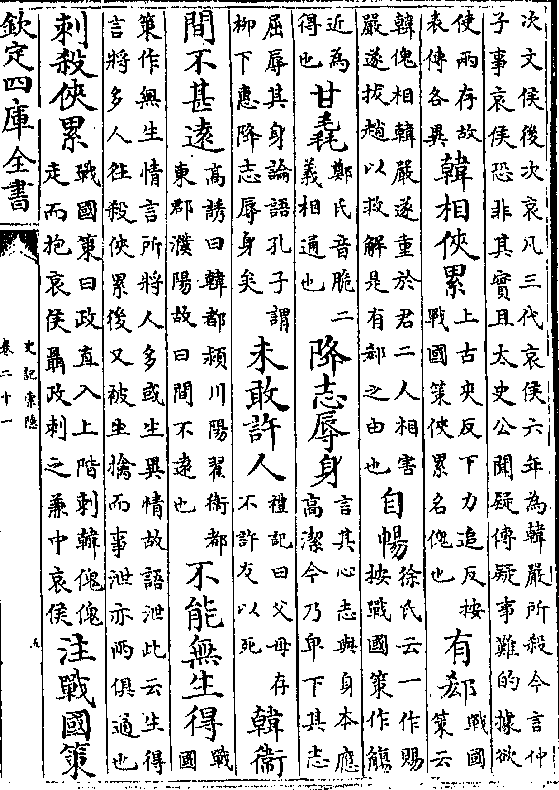 次文侯後次哀凡三代哀侯六年為韓嚴所殺今言仲
子事哀侯恐非其實且太史公聞疑傳疑事難的據欲
使兩存故
表傳各異
韓相俠累
上古夾反下力追反按
戰國策俠累名傀也
有郄
戰國
策云
韓傀相韓嚴遂重於君二人相害
嚴遂拔趨以救解是有郄之由也
自暢
徐氏云一作賜
按戰國策作觴
近為
得也
甘毳
鄭氏音脆二
義相通也
降志辱身
言其心志與身本應
高潔今乃卑下其志
屈辱其身論語孔子謂
柳下惠降志辱身矣
未敢許人
禮記曰父母存
不許友以死
韓衞
間不甚遠
高誘曰韓都潁川陽翟衞都
東郡濮陽故曰間不遠也
不能無生得
戰
國
策作無生情言所將人多或生異情故語泄此云生得
言將多人往殺俠累後又被生擒而事泄亦兩俱通也
刺殺俠累
戰國策曰政直入上階刺韓傀傀
走而抱哀侯聶政刺之兼中哀侯
注戰國策
欽定四庫全書
史記索隱
卷二十一
五